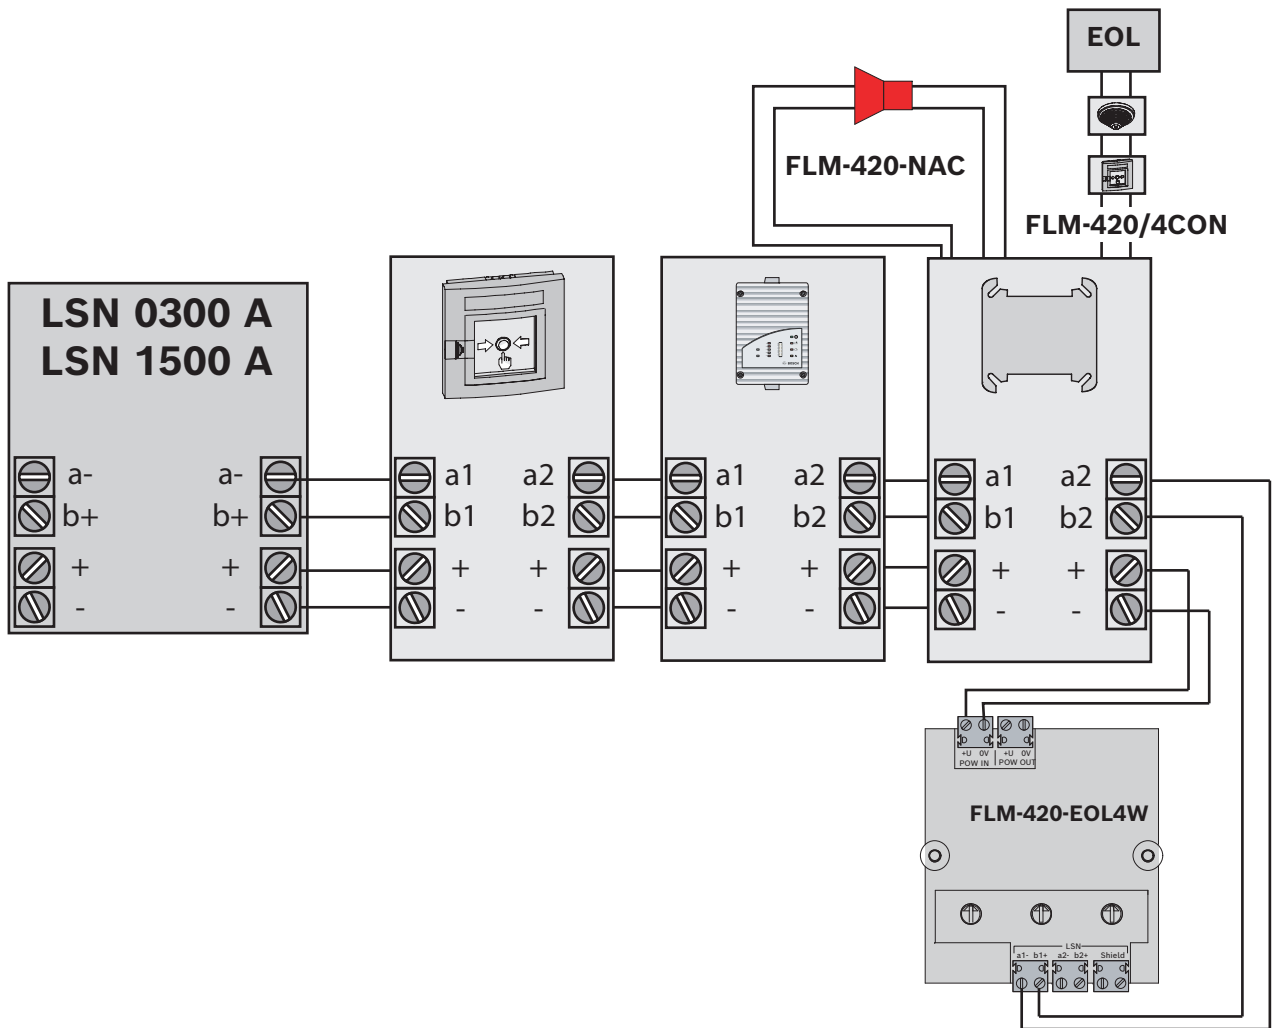 EOL
FLM-420-NAC
FLM-420/4CON
LSN 0300 A
LSN 1500 A
a- a- a1 a2 a1 a2 a1 a2
b+ b+ b1 b2 b1 b2 b1 b2
+ + + + + + + +
- - - - - - - -
BOSCH
+U 0V +U 0V
POW IN POW OUT
FLM-420-EOL4W
LSN
a1- b1+ a2- b2+ Shield